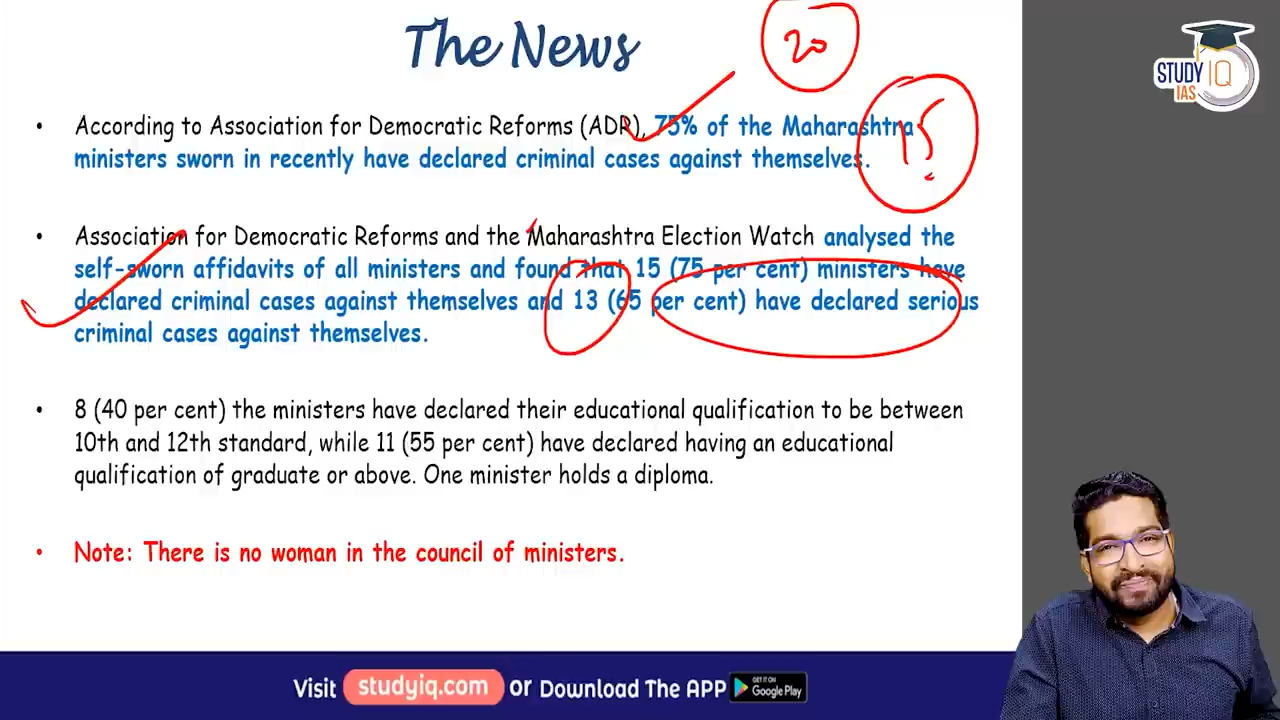 The News
20
STUDY IQ
IAS
• According to Association for Democratic Reforms (ADR), 75% of the Maharashtra
ministers sworn in recently have declared criminal cases against themselves.
15
• Association for Democratic Reforms and the Maharashtra Election Watch analysed the
self-sworn affidavits of all ministers and found that 15 (75 per cent) ministers have
declared criminal cases against themselves and 13 (65 per cent) have declared serious
criminal cases against themselves.
• 8 (40 per cent) the ministers have declared their educational qualification to be between
10th and 12th standard, while 11 (55 per cent) have declared having an educational
qualification of graduate or above. One minister holds a diploma.
• Note: There is no woman in the council of ministers.
Visit studyiq.com or Download The APP GET IT ON Google Play